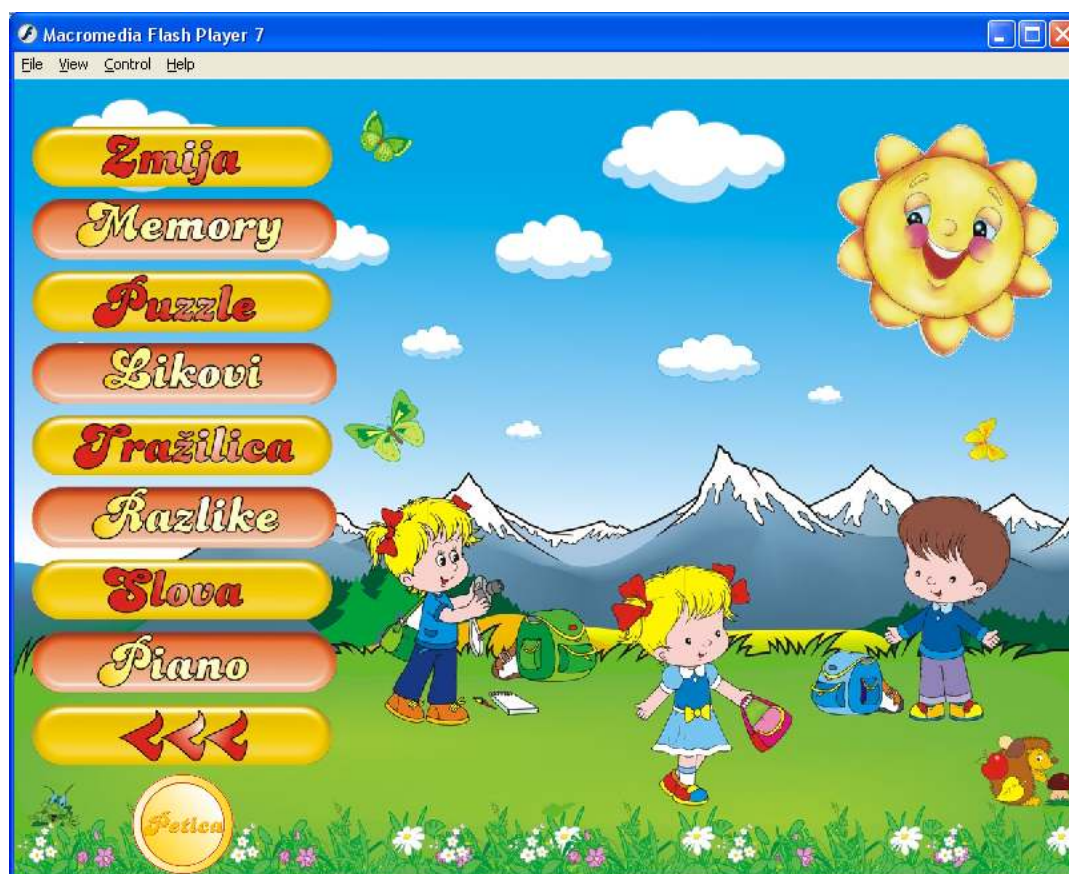 Macromedia Flash Player 7
File View Control Help
Zmija
Memory
Puzzle
Likovi
Tražilica
Razlike
Slova
Piano
<<<
Petica